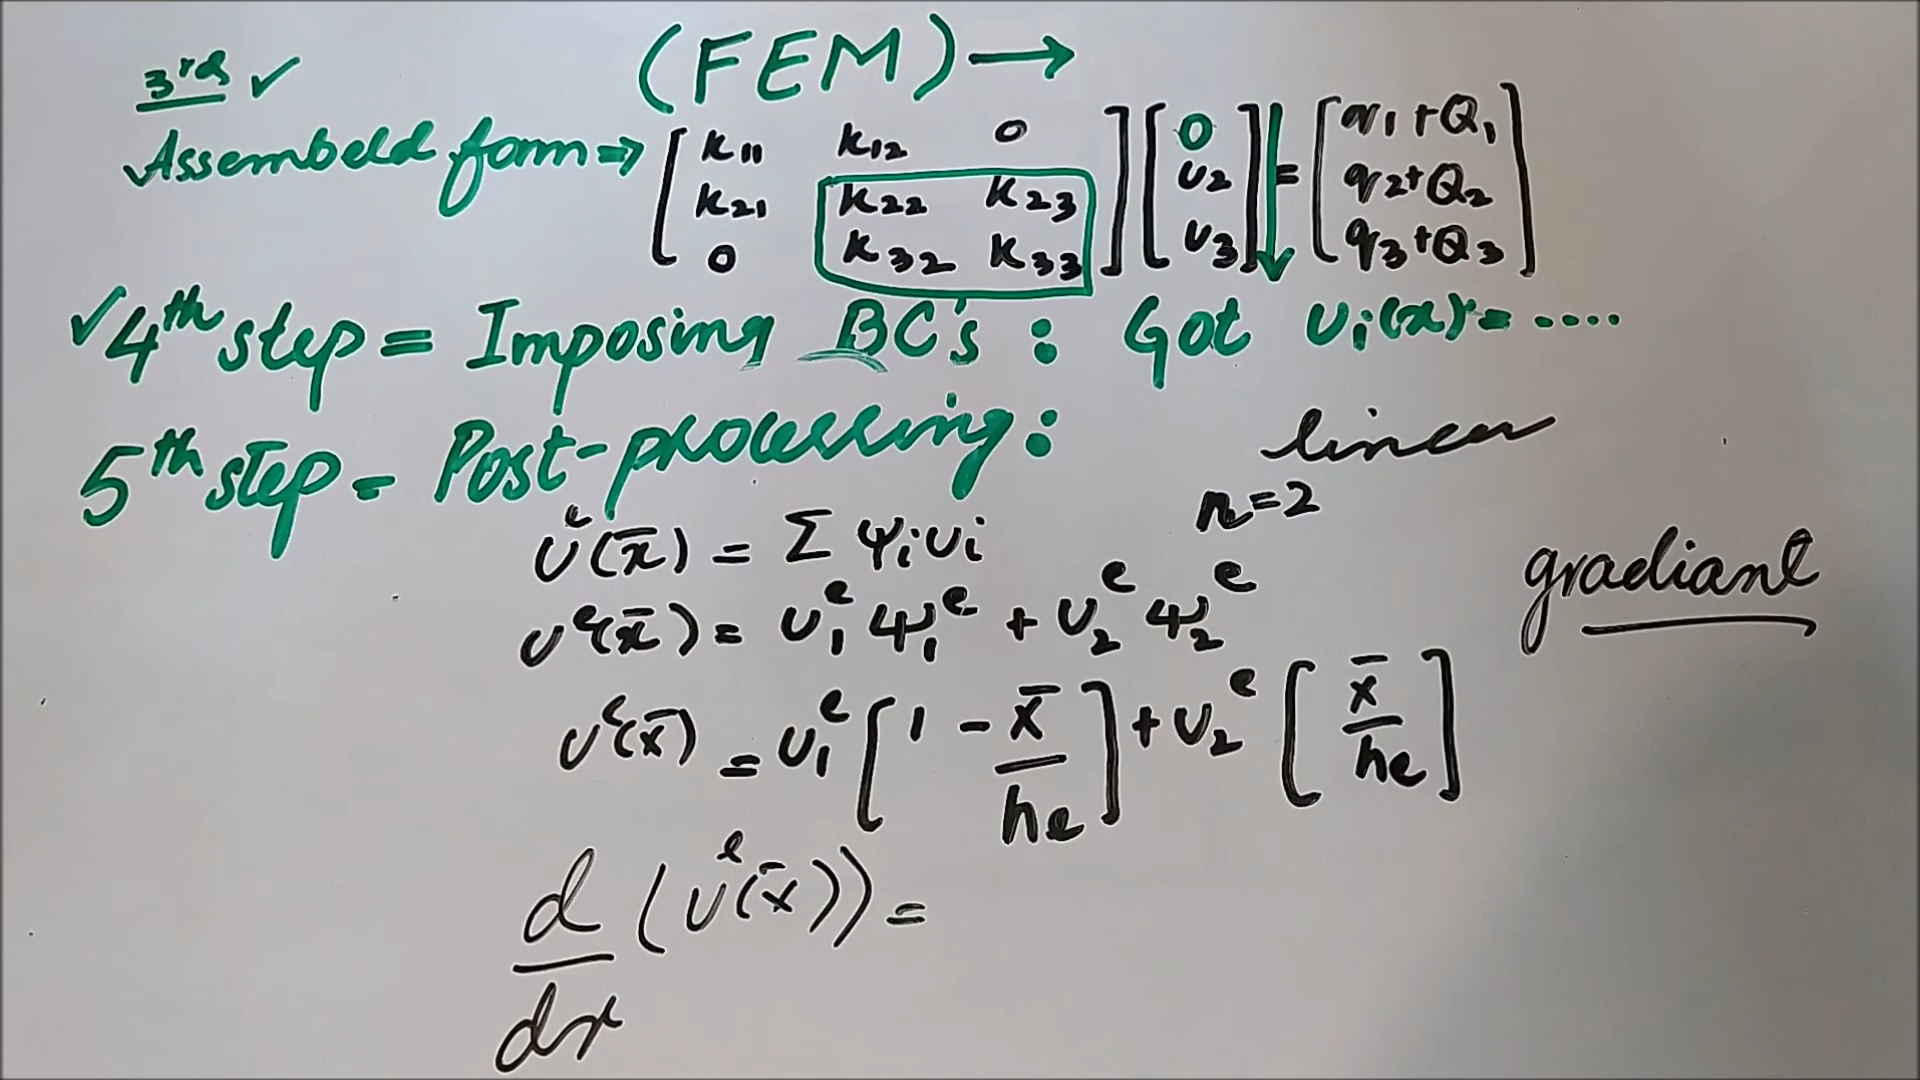 (FEM) →
3rd ✓
Assembeld form ⇒ [K11 K12 0; K21 K22 K23; 0 K32 K33] [0; U2; U3] = [q1+Q1; q2+Q2; q3+Q3]
✓ 4th step = Imposing BC's : Got Ui(x) = ....
5th step = Post-processing:
linear
n=2
U^e(x̄) = Σ ψi Ui
gradiant
U^e(x̄) = U1^e ψ1^e + U2^e ψ2^e
U^e(x̄) = U1^e [1 - x̄/he] + U2^e [x̄/he]
d/dx (U^e(x̄)) =